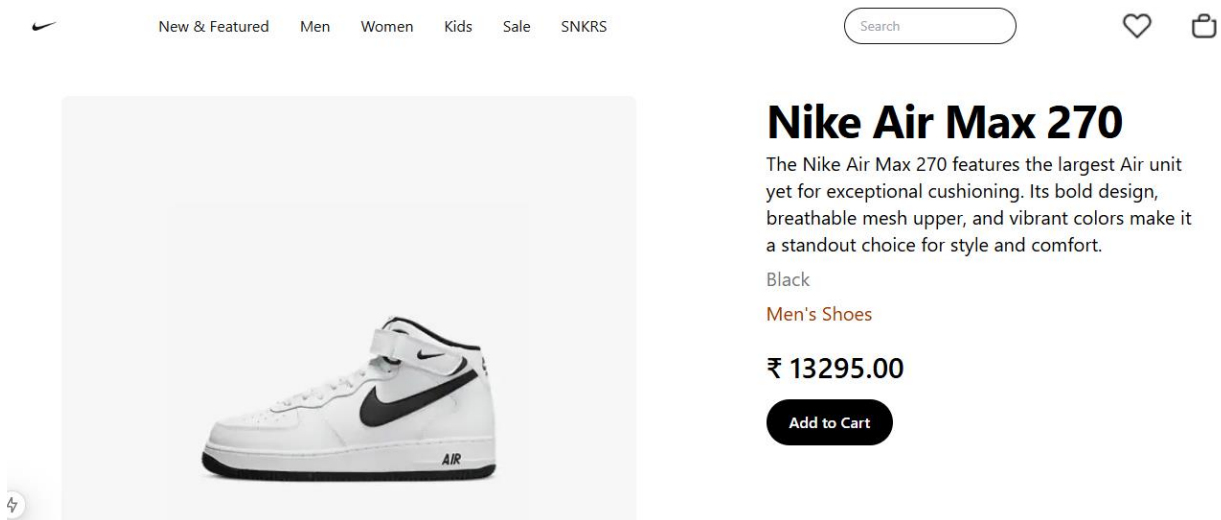 New & Featured Men Women Kids Sale SNKRS
Search
Nike Air Max 270
The Nike Air Max 270 features the largest Air unit
yet for exceptional cushioning. Its bold design,
breathable mesh upper, and vibrant colors make it
a standout choice for style and comfort.
Black
Men's Shoes
₹ 13295.00
Add to Cart
AIR